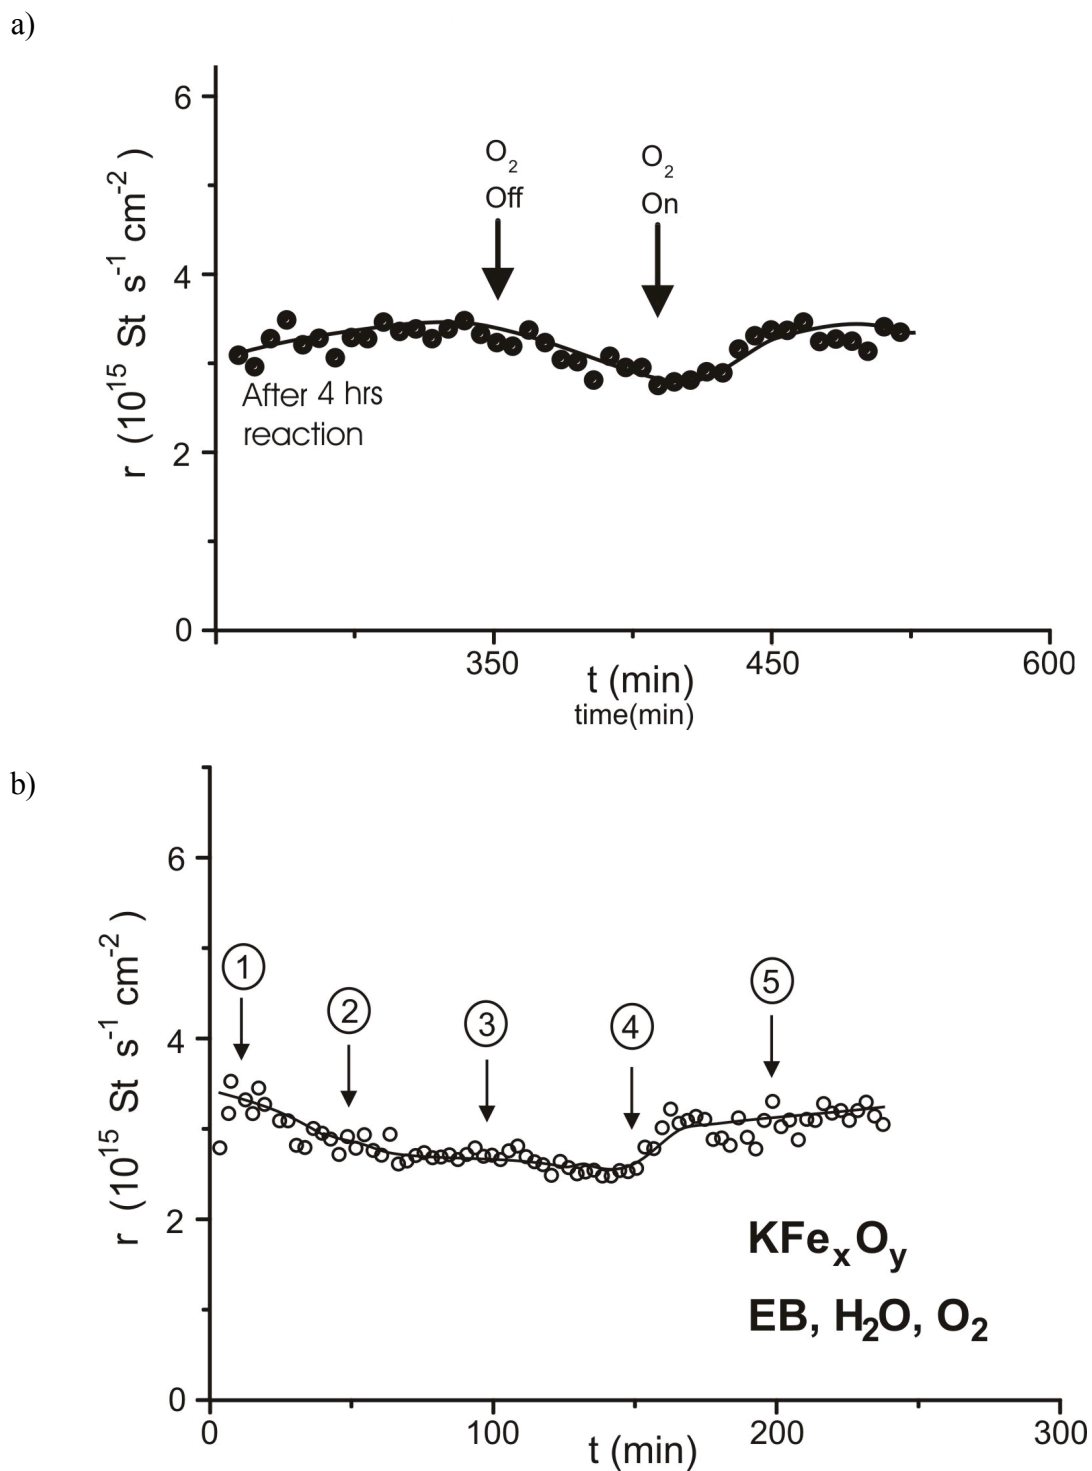 a)
6
O2
Off
O2
On
4
After 4 hrs
reaction
2
0
350
450
600
r (10^15 St s^-1 cm^-2)
t (min)
time(min)
b)
6
1
2
3
4
5
4
2
KFexOy
EB, H2O, O2
0
0
100
200
300
r (10^15 St s^-1 cm^-2)
t (min)